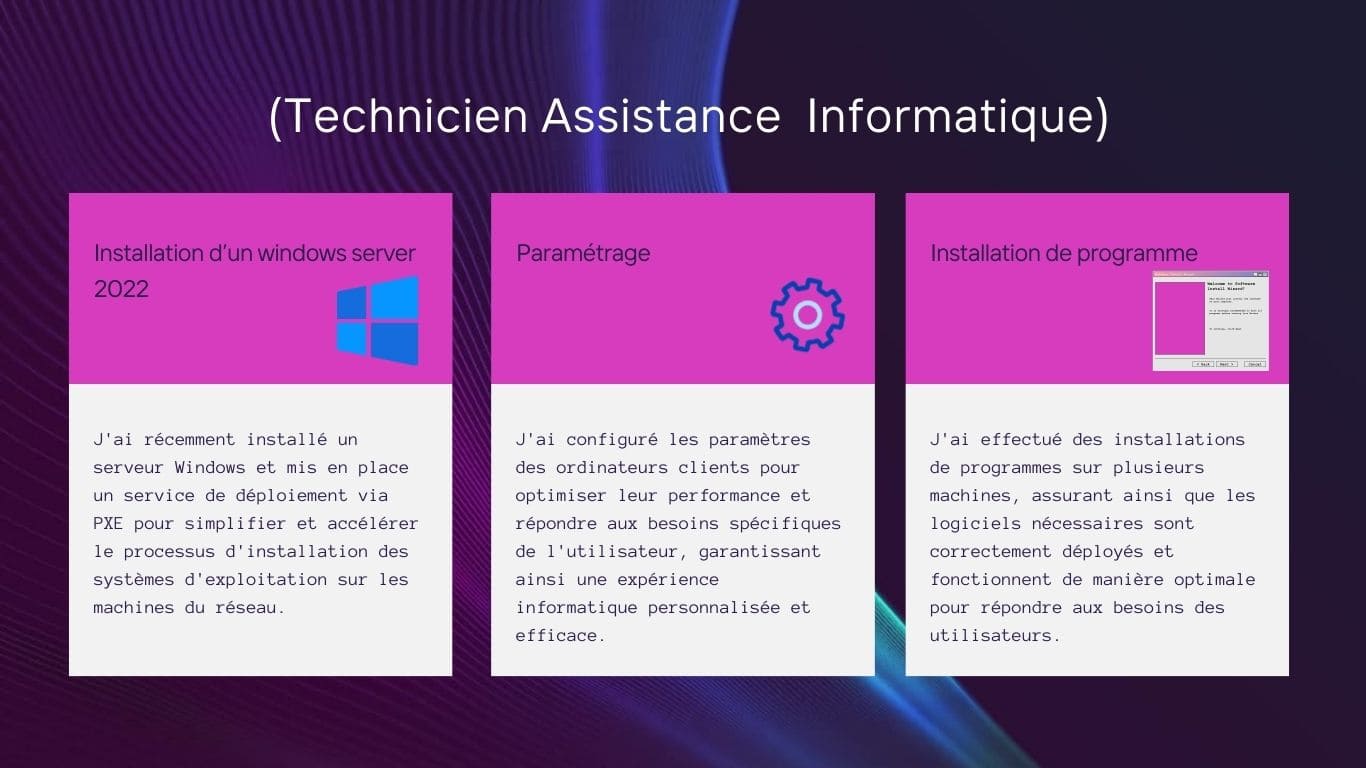 (Technicien Assistance Informatique)
Installation d'un windows server
2022
J'ai récemment installé un
serveur Windows et mis en place
un service de déploiement via
PXE pour simplifier et accélérer
le processus d'installation des
systèmes d'exploitation sur les
machines du réseau.
Paramétrage
J'ai configuré les paramètres
des ordinateurs clients pour
optimiser leur performance et
répondre aux besoins spécifiques
de l'utilisateur, garantissant
ainsi une expérience
informatique personnalisée et
efficace.
Installation de programme
Welcome to Software
Install Wizard!
< Back Next > Cancel
J'ai effectué des installations
de programmes sur plusieurs
machines, assurant ainsi que les
logiciels nécessaires sont
correctement déployés et
fonctionnent de manière optimale
pour répondre aux besoins des
utilisateurs.